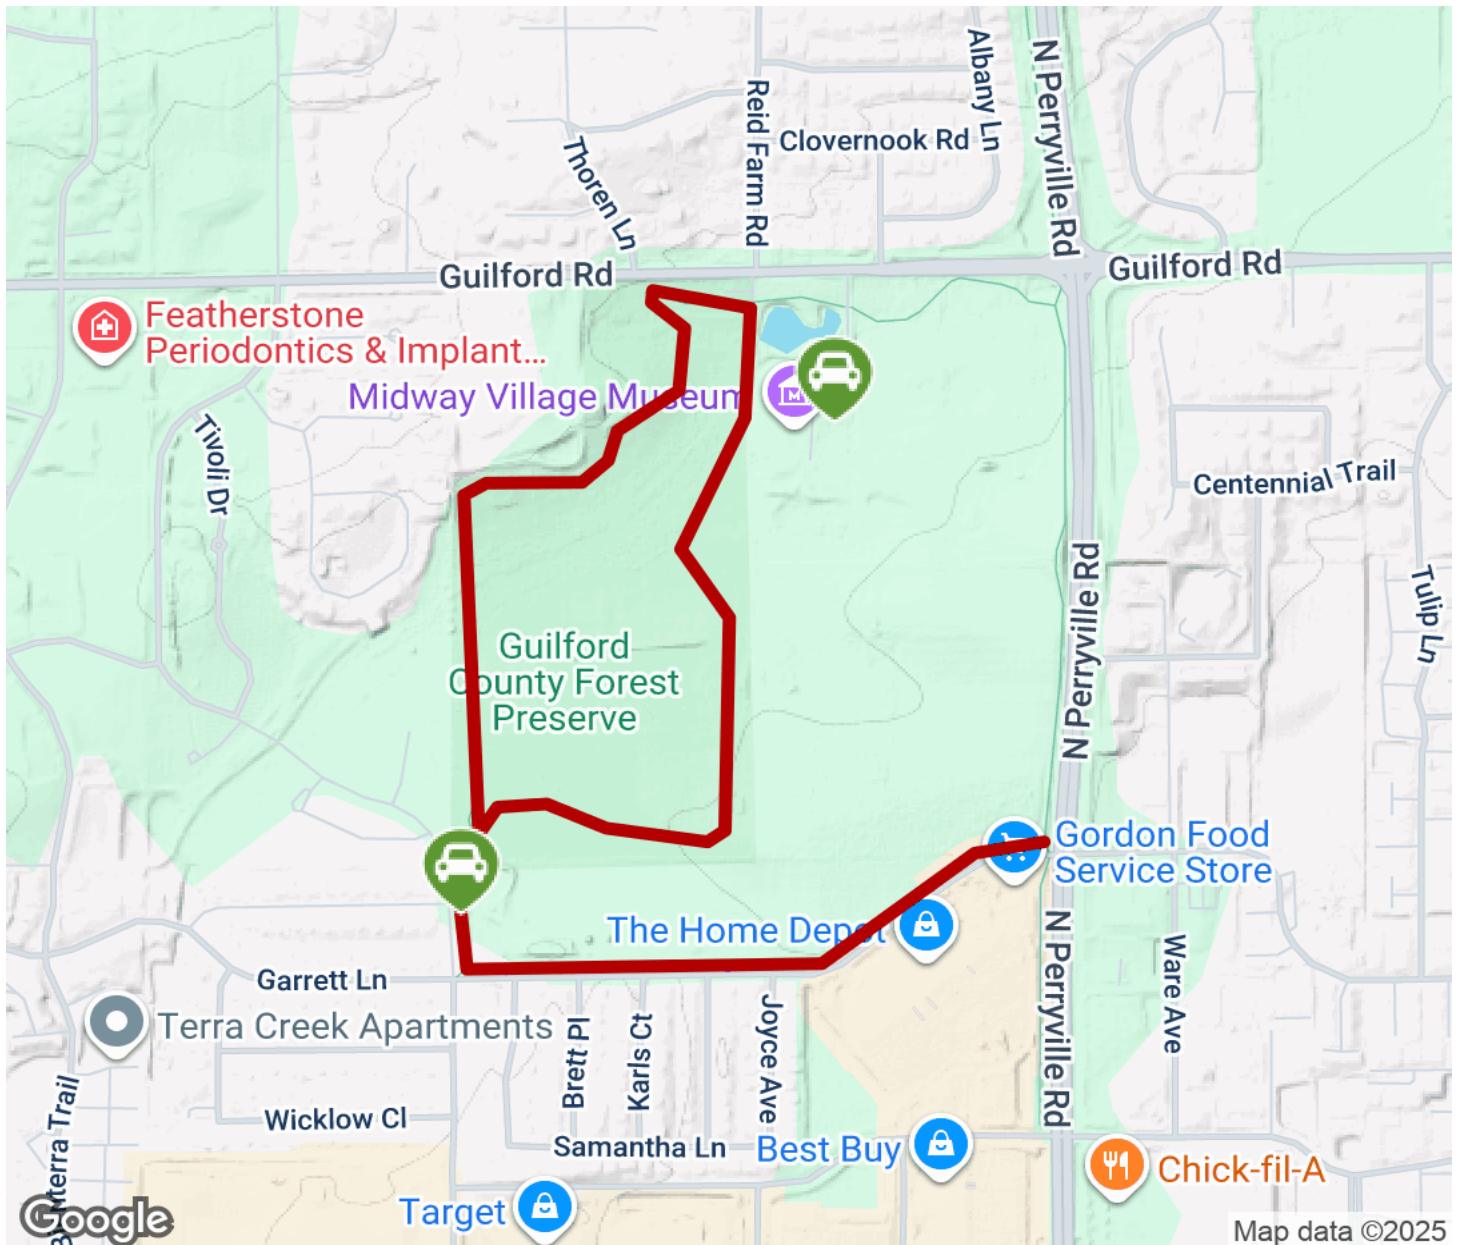 Albany Ln
N Perryville Rd
Reid Farm Rd
Clovernook Rd
Thoren Ln
Guilford Rd
Guilford Rd
Featherstone
Periodontics & Implant...
Midway Village Museum
M
Tivoli Dr
Centennial Trail
N Perryville Rd
Tulip Ln
Guilford
County Forest
Preserve
Gordon Food
Service Store
The Home Depot
N Perryville Rd
Ware Ave
Garrett Ln
Terra Creek Apartments
Brett Pl
Karls Ct
Joyce Ave
Wicklow Cl
Samantha Ln
Best Buy
Chick-fil-A
Target
Trail
Google
Map data ©2025